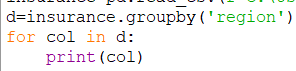 d=insurance.groupby('region')
for col in d:
    print(col)